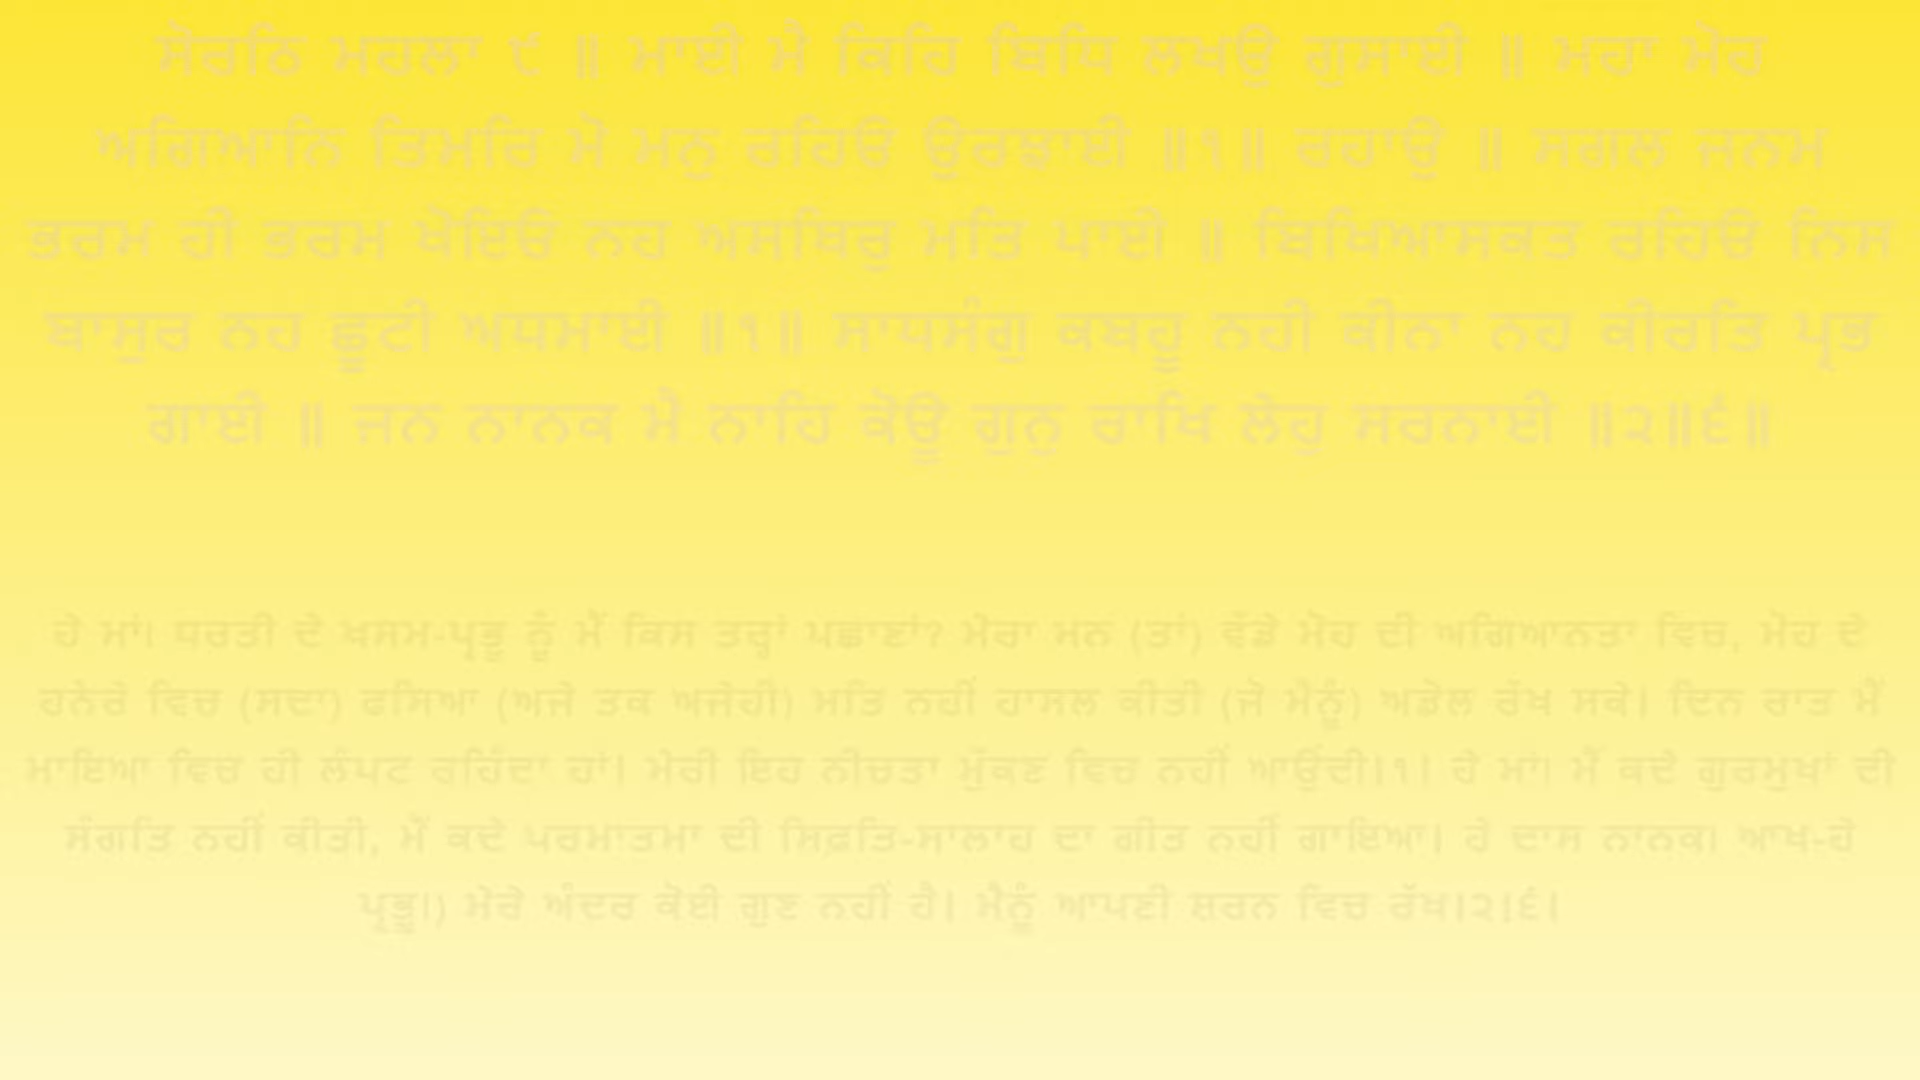 ਸੋਰਠਿ ਮਹਲਾ ੯ ॥ ਮਾਈ ਮੈ ਕਿਹਿ ਬਿਧਿ ਲਖਉ ਗੁਸਾਈ ॥ ਮਹਾ ਮੋਹ
ਅਗਿਆਨਿ ਤਿਮਰਿ ਮੋ ਮਨੁ ਰਹਿਓ ਉਰਝਾਈ ॥੧॥ ਰਹਾਉ ॥ ਸਗਲ ਜਨਮ
ਭਰਮ ਹੀ ਭਰਮ ਖੋਇਓ ਨਹ ਅਸਥਿਰੁ ਮਤਿ ਪਾਈ ॥ ਬਿਖਿਆਸਕਤ ਰਹਿਓ ਨਿਸ
ਬਾਸੁਰ ਨਹ ਛੂਟੀ ਅਧਮਾਈ ॥੧॥ ਸਾਧਸੰਗੁ ਕਬਹੂ ਨਹੀ ਕੀਨਾ ਨਹ ਕੀਰਤਿ ਪ੍ਰਭ
ਗਾਈ ॥ ਜਨ ਨਾਨਕ ਮੈ ਨਾਹਿ ਕੋਊ ਗੁਨੁ ਰਾਖਿ ਲੇਹੁ ਸਰਨਾਈ ॥੨॥੬॥
ਹੇ ਮਾਂ। ਧਰਤੀ ਦੇ ਖਸਮ-ਪ੍ਰਭੂ ਨੂੰ ਮੈਂ ਕਿਸ ਤਰ੍ਹਾਂ ਪਛਾਣਾਂ? ਮੇਰਾ ਮਨ (ਤਾਂ) ਵੱਡੇ ਮੋਹ ਦੀ ਅਗਿਆਨਤਾ ਵਿਚ, ਮੋਹ ਦੇ
ਹਨੇਰੇ ਵਿਚ (ਸਦਾ) ਫਸਿਆ (ਅਜੇ ਤਕ ਅਜੇਹੀ) ਮਤਿ ਨਹੀਂ ਹਾਸਲ ਕੀਤੀ (ਜੋ ਮੈਨੂੰ) ਅਡੋਲ ਰੱਖ ਸਕੇ। ਦਿਨ ਰਾਤ ਮੈਂ
ਮਾਇਆ ਵਿਚ ਹੀ ਲੰਪਟ ਰਹਿੰਦਾ ਹਾਂ। ਮੇਰੀ ਇਹ ਨੀਚਤਾ ਮੁੱਕਣ ਵਿਚ ਨਹੀਂ ਆਉਂਦੀ।੧। ਹੇ ਮਾਂ। ਮੈਂ ਕਦੇ ਗੁਰਮੁਖਾਂ ਦੀ
ਸੰਗਤਿ ਨਹੀਂ ਕੀਤੀ, ਮੈਂ ਕਦੇ ਪਰਮਾਤਮਾ ਦੀ ਸਿਫ਼ਤਿ-ਸਾਲਾਹ ਦਾ ਗੀਤ ਨਹੀਂ ਗਾਇਆ। ਹੇ ਦਾਸ ਨਾਨਕ। ਆਖ-ਹੇ
ਪ੍ਰਭੂ।) ਮੇਰੇ ਅੰਦਰ ਕੋਈ ਗੁਣ ਨਹੀਂ ਹੈ। ਮੈਨੂੰ ਆਪਣੀ ਸ਼ਰਨ ਵਿਚ ਰੱਖ।੨।੬।